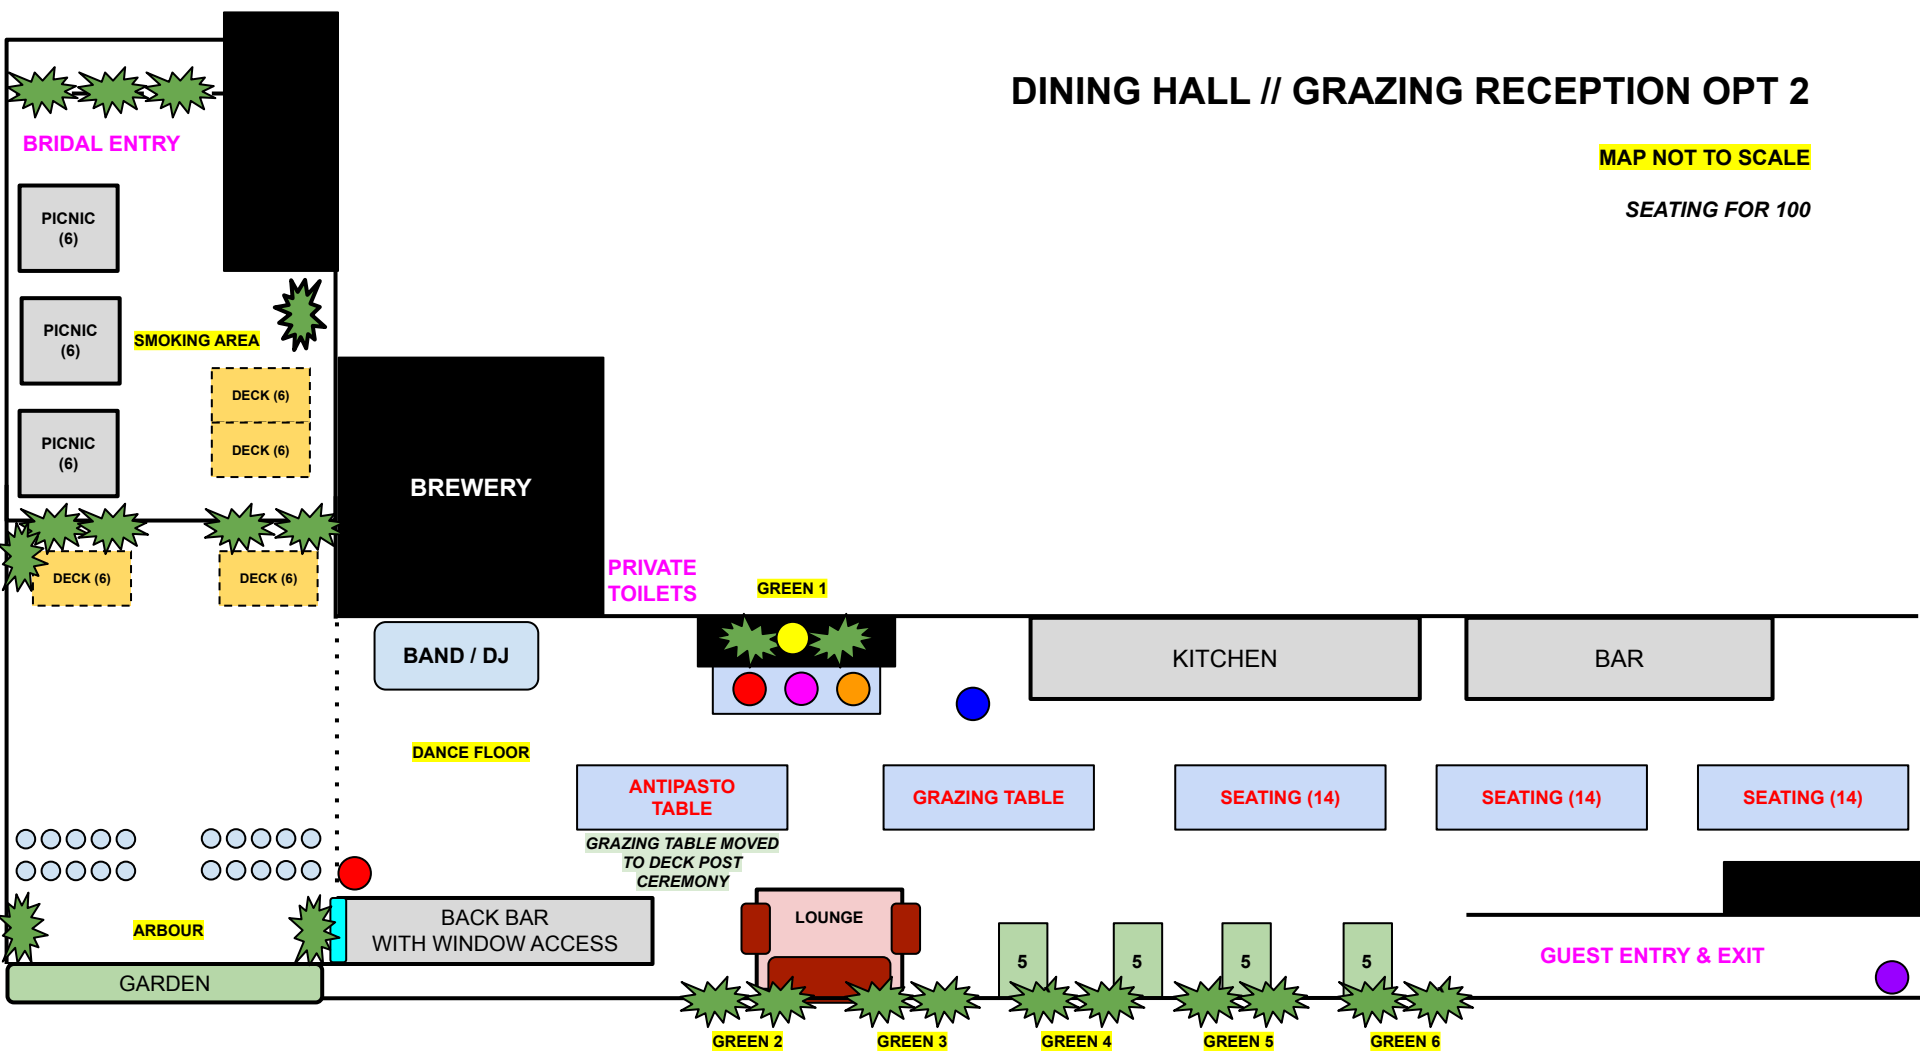 DINING HALL // GRAZING RECEPTION OPT 2
MAP NOT TO SCALE
SEATING FOR 100
BRIDAL ENTRY
PICNIC
(6)
PICNIC
(6)
SMOKING AREA
PICNIC
(6)
DECK (6)
DECK (6)
DECK (6)
DECK (6)
BREWERY
PRIVATE
TOILETS
GREEN 1
BAND / DJ
KITCHEN
BAR
DANCE FLOOR
ANTIPASTO
TABLE
GRAZING TABLE
SEATING (14)
SEATING (14)
SEATING (14)
GRAZING TABLE MOVED
TO DECK POST
CEREMONY
ARBOUR
BACK BAR
WITH WINDOW ACCESS
LOUNGE
5
5
5
5
GUEST ENTRY & EXIT
GARDEN
GREEN 2
GREEN 3
GREEN 4
GREEN 5
GREEN 6